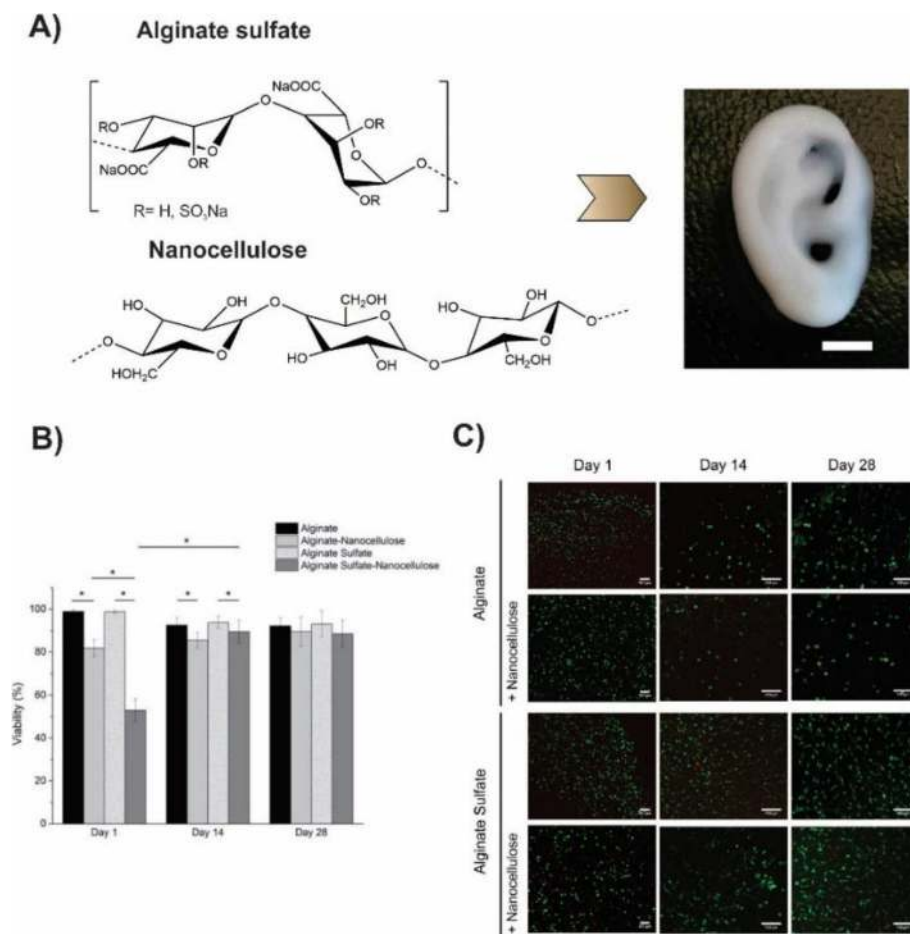 A)
Alginate sulfate
NaOOC
O
RO
OR
O
OR
O
NaOOC
OR
OR
R= H, SO3Na
Nanocellulose
HO
OH
O
CH2OH
O
HO
OH
O
O
HOH2C
HO
OH
O
CH2OH
O
B)
Alginate
Alginate-Nanocellulose
Alginate Sulfate
Alginate Sulfate-Nanocellulose
*
*
*
*
*
*
Viability (%)
100
80
60
40
20
0
Day 1
Day 14
Day 28
C)
Day 1
Day 14
Day 28
Alginate
+ Nanocellulose
Alginate Sulfate
+ Nanocellulose